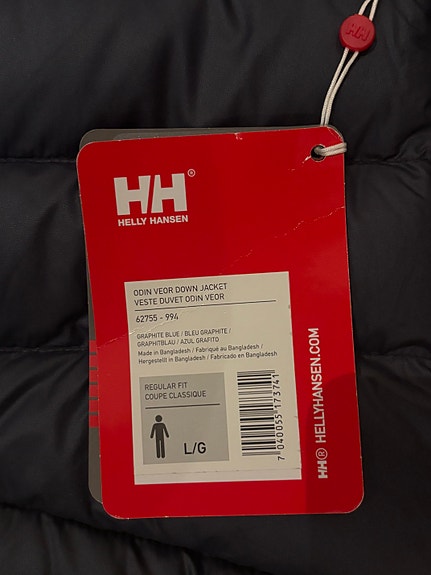 HH
HH®
HELLY HANSEN
ODIN VEOR DOWN JACKET
VESTE DUVET ODIN VEOR
62755 - 994
GRAPHITE BLUE / BLEU GRAPHITE /
GRAPHITBLAU / AZUL GRAFITO
Made in Bangladesh / Fabriqué au Bangladesh /
Hergestellt in Bangladesh / Fabricado en Bangladesh
REGULAR FIT
COUPE CLASSIQUE
L/G
7 040055 173741
HH® HELLYHANSEN.COM